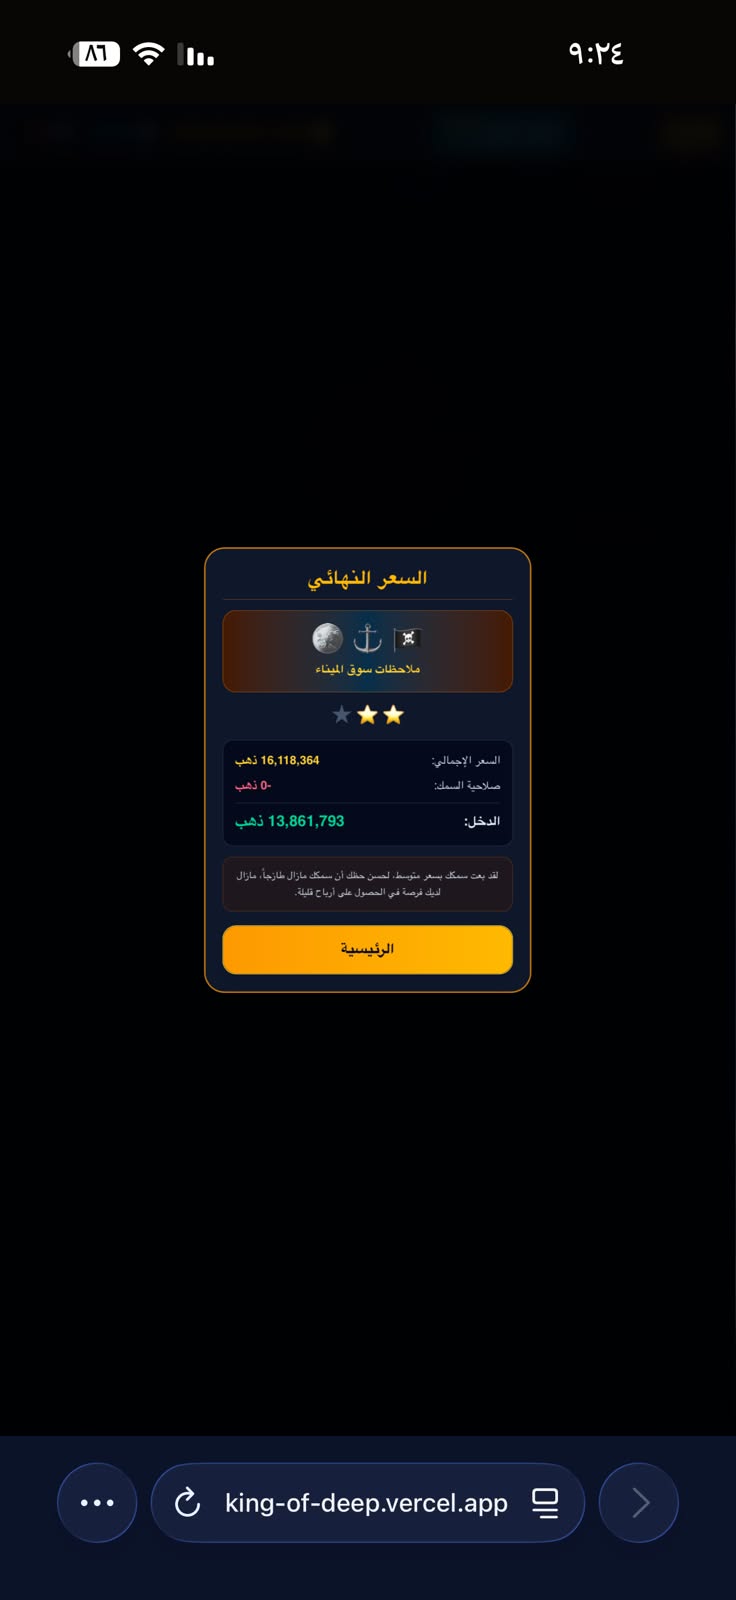 ٩:٢٤
٨٦
السعر النهائي
ملاحظات سوق الميناء
السعر الإجمالي: 16,118,364 ذهب
صلاحية السمك: -0 ذهب
الدخل: 13,861,793 ذهب
لقد بعت سمكك بسعر متوسط، لحسن حظك أن سمكك مازال طازجاً، مازال
لديك فرصة في الحصول على أرباح قليلة.
الرئيسية
king-of-deep.vercel.app